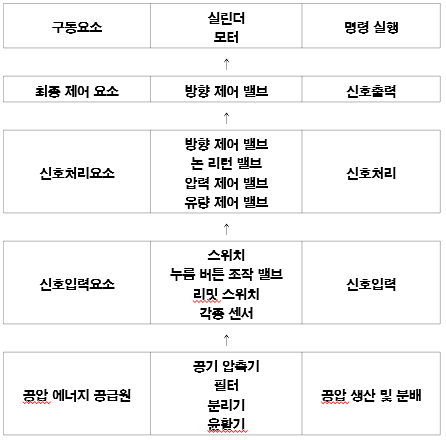 구동요소
실린더
모터
명령 실행
↑
최종 제어 요소
방향 제어 밸브
신호출력
↑
신호처리요소
방향 제어 밸브
논 리턴 밸브
압력 제어 밸브
유량 제어 밸브
신호처리
↑
신호입력요소
스위치
누름 버튼 조작 밸브
리밋 스위치
각종 센서
신호입력
↑
공압 에너지 공급원
공기 압축기
필터
분리기
윤활기
공압 생산 및 분배